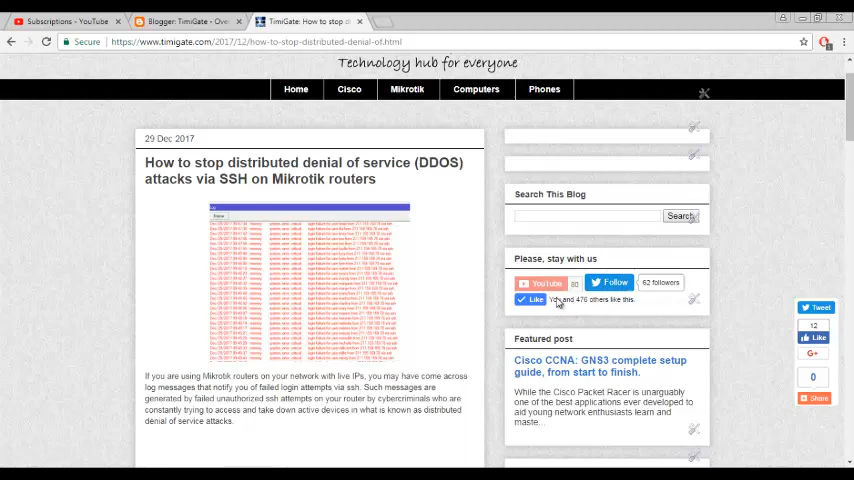 Subscriptions - YouTube
Blogger: TimiGate - Ove
TimiGate: How to stop d
Secure
https://www.timigate.com/2017/12/how-to-stop-distributed-denial-of.html
Technology hub for everyone
Home
Cisco
Mikrotik
Computers
Phones
29 Dec 2017
How to stop distributed denial of service (DDOS)
attacks via SSH on Mikrotik routers
If you are using Mikrotik routers on your network with live IPs, you may have come across
log messages that notify you of failed login attempts via ssh. Such messages are
generated by failed unauthorized ssh attempts on your router by cybercriminals who are
constantly trying to access and take down active devices in what is known as distributed
denial of service attacks.
Search This Blog
Search
Please, stay with us
YouTube
80
Follow
62 followers
Like
You and 476 others like this.
Featured post
Cisco CCNA: GNS3 complete setup
guide, from start to finish.
While the Cisco Packet Racer is unarguably
one of the best applications ever developed to
aid young network enthusiasts learn and
maste...
Tweet
12
Like
G+
0
Share